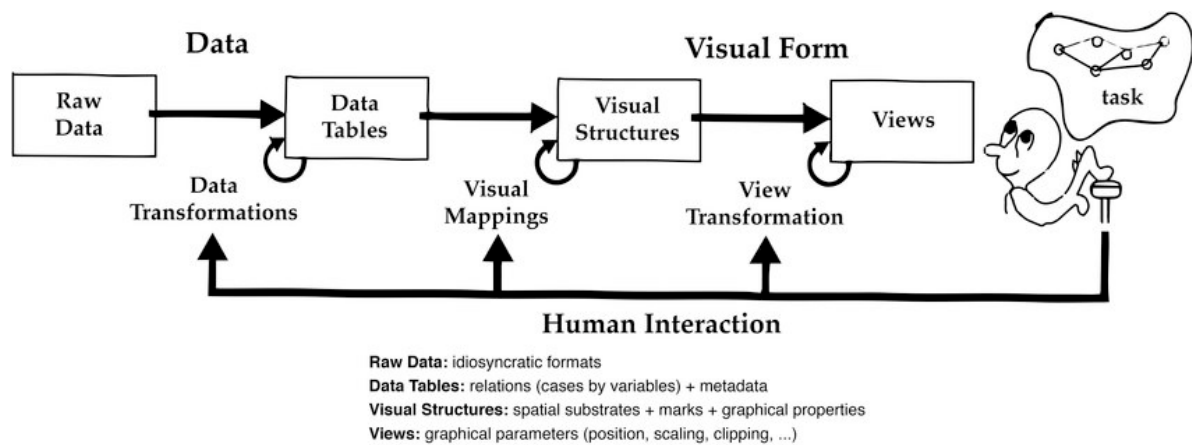 Data
Visual Form
task
Raw
Data
Data
Tables
Visual
Structures
Views
Data
Transformations
Visual
Mappings
View
Transformation
Human Interaction
Raw Data: idiosyncratic formats
Data Tables: relations (cases by variables) + metadata
Visual Structures: spatial substrates + marks + graphical properties
Views: graphical parameters (position, scaling, clipping, ...)